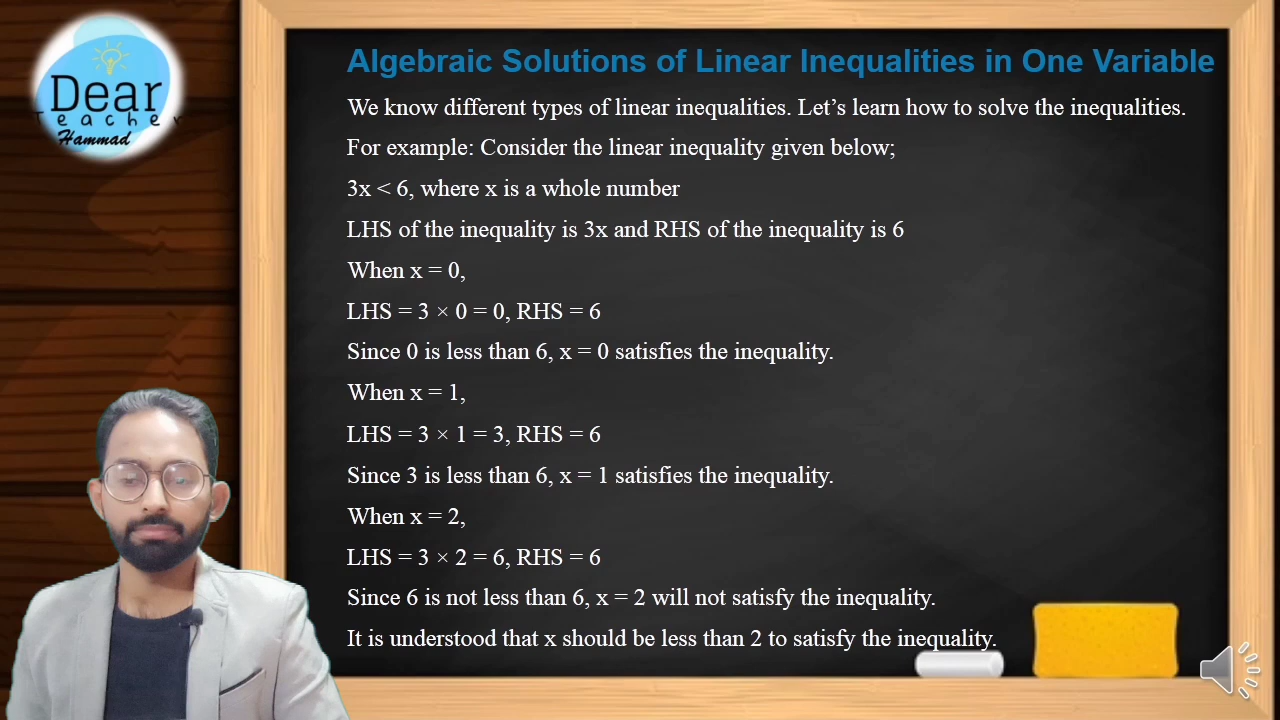 Dear
Teacher
Hammad
Algebraic Solutions of Linear Inequalities in One Variable
We know different types of linear inequalities. Let’s learn how to solve the inequalities.
For example: Consider the linear inequality given below;
3x < 6, where x is a whole number
LHS of the inequality is 3x and RHS of the inequality is 6
When x = 0,
LHS = 3 × 0 = 0, RHS = 6
Since 0 is less than 6, x = 0 satisfies the inequality.
When x = 1,
LHS = 3 × 1 = 3, RHS = 6
Since 3 is less than 6, x = 1 satisfies the inequality.
When x = 2,
LHS = 3 × 2 = 6, RHS = 6
Since 6 is not less than 6, x = 2 will not satisfy the inequality.
It is understood that x should be less than 2 to satisfy the inequality.